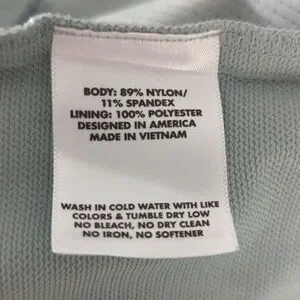 BODY: 89% NYLON/
11% SPANDEX
LINING: 100% POLYESTER
DESIGNED IN AMERICA
MADE IN VIETNAM
WASH IN COLD WATER WITH LIKE
COLORS & TUMBLE DRY LOW
NO BLEACH, NO DRY CLEAN
NO IRON, NO SOFTENER